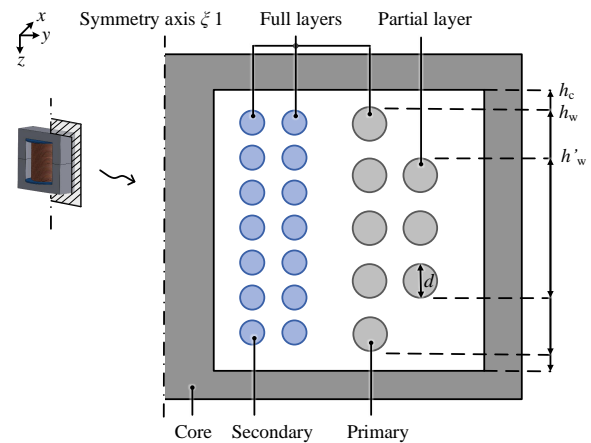 Symmetry axis ξ 1
Full layers
Partial layer
x
y
z
h_c
h_w
h'_w
d
Core
Secondary
Primary